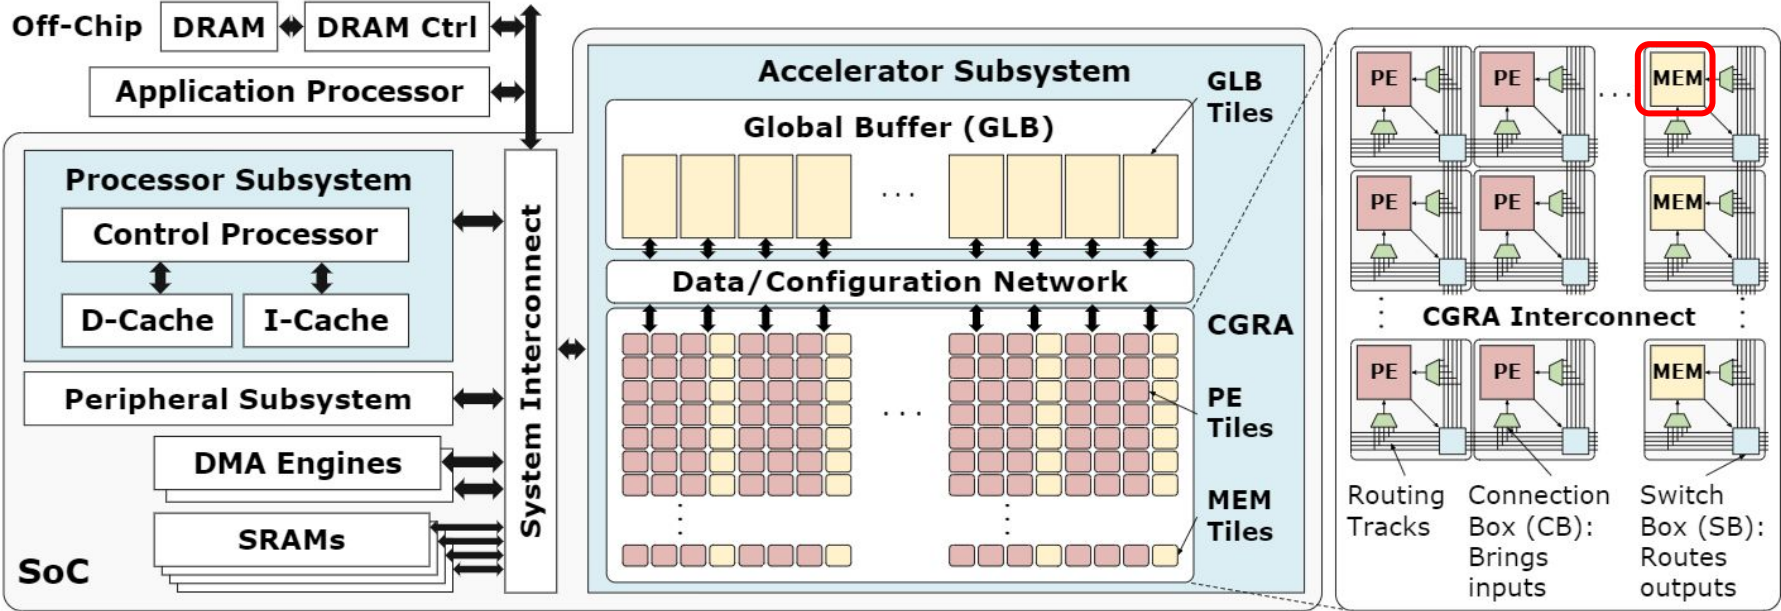 Off-Chip
DRAM
DRAM Ctrl
Application Processor
Processor Subsystem
Control Processor
D-Cache
I-Cache
Peripheral Subsystem
DMA Engines
SRAMs
SoC
System Interconnect
Accelerator Subsystem
Global Buffer (GLB)
...
GLB
Tiles
Data/Configuration Network
CGRA
...
PE
Tiles
MEM
Tiles
PE
PE
...
MEM
PE
PE
MEM
CGRA Interconnect
PE
PE
MEM
Routing
Tracks
Connection
Box (CB):
Brings
inputs
Switch
Box (SB):
Routes
outputs